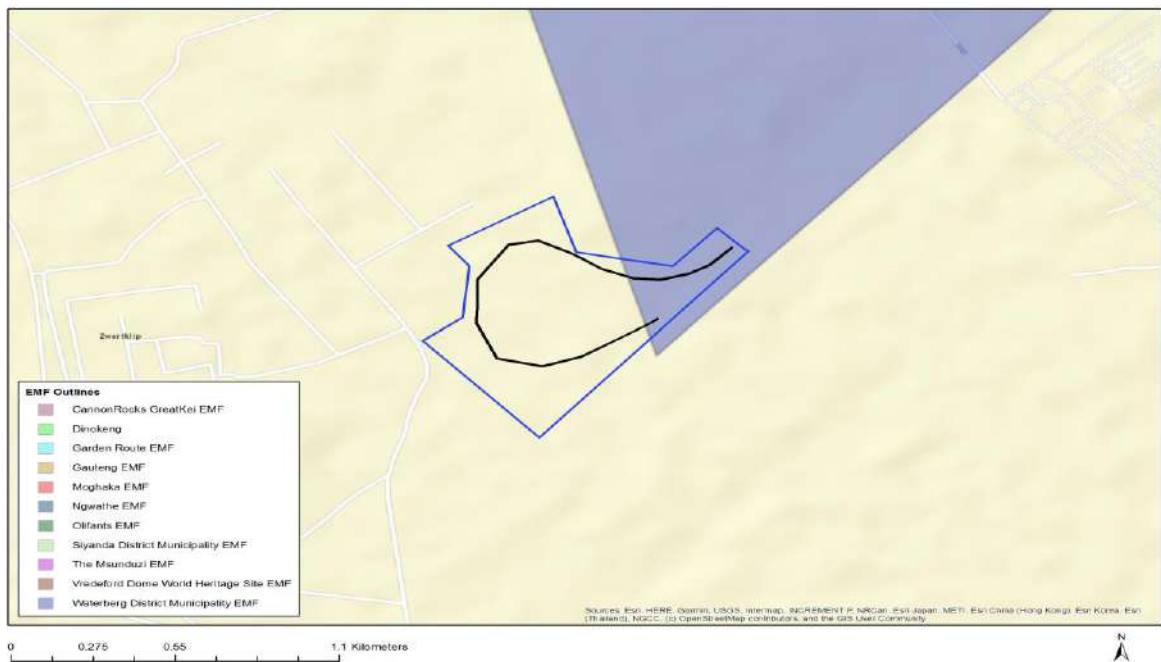 Zwartklip
EMF Outlines
CannonRocks GreatKei EMF
Dinokeng
Garden Route EMF
Gauteng EMF
Moqhaka EMF
Ngwathe EMF
Olifants EMF
Siyanda District Municipality EMF
The Msunduzi EMF
Vredeford Dome World Heritage Site EMF
Waterberg District Municipality EMF
Sources: Esri, HERE, Garmin, USGS, Intermap, INCREMENT P, NRCan, Esri Japan, METI, Esri China (Hong Kong), Esri Korea, Esri
(Thailand), NGCC, (c) OpenStreetMap contributors, and the GIS User Community
0 0.275 0.55 1.1 Kilometers
N